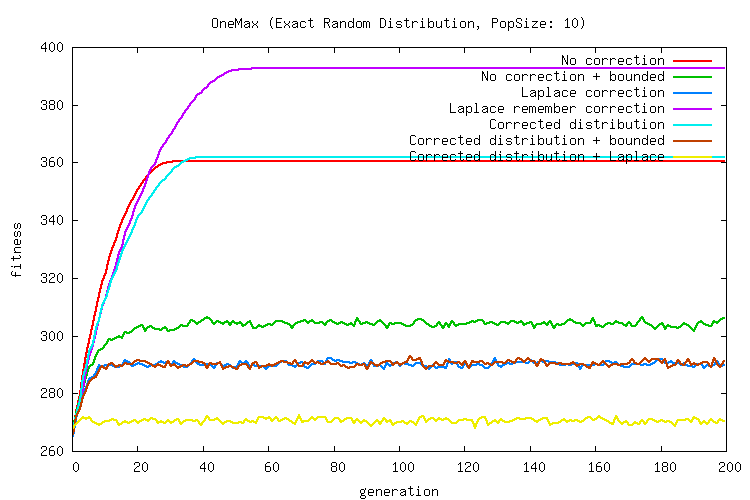 OneMax (Exact Random Distribution, PopSize: 10)
400
No correction
No correction + bounded
Laplace correction
Laplace remember correction
Corrected distribution
Corrected distribution + bounded
Corrected distribution + Laplace
380
360
340
320
300
280
260
fitness
0 20 40 60 80 100 120 140 160 180 200
generation